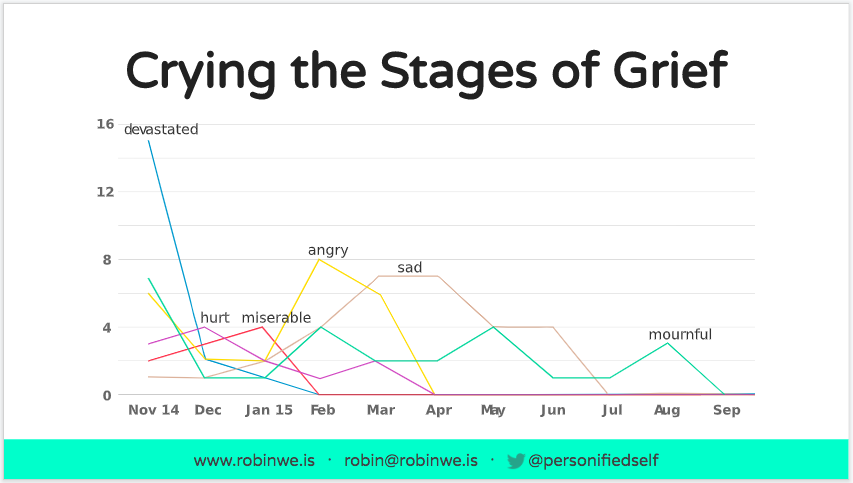 Crying the Stages of Grief
16
devastated
12
angry
8
sad
hurt miserable
4
mournful
0
Nov 14 Dec Jan 15 Feb Mar Apr May Jun Jul Aug Sep
www.robinwe.is · robin@robinwe.is · @personifiedself